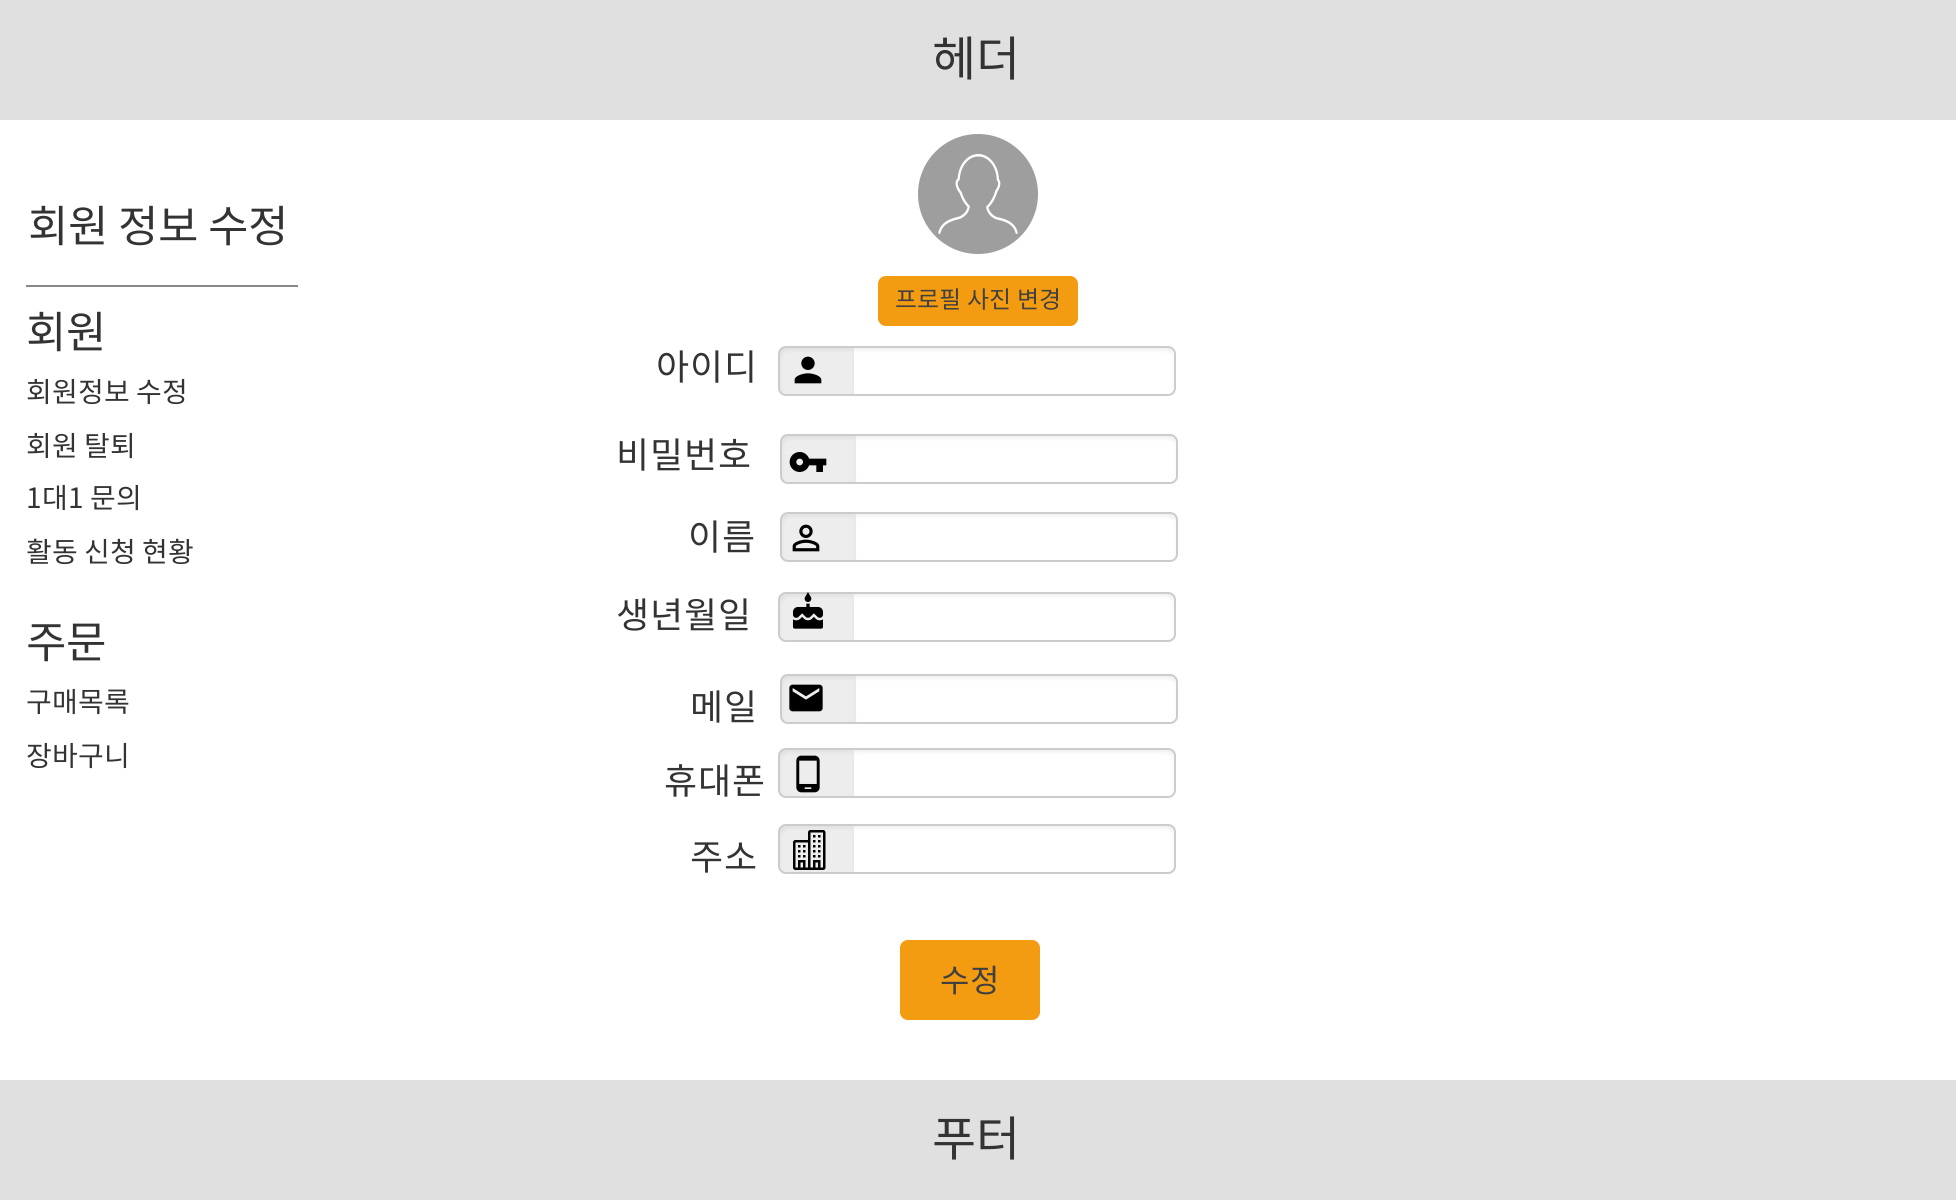 헤더
회원 정보 수정
회원
회원정보 수정
회원 탈퇴
1대1 문의
활동 신청 현황
주문
구매목록
장바구니
프로필 사진 변경
아이디
비밀번호
이름
생년월일
메일
휴대폰
주소
수정
푸터